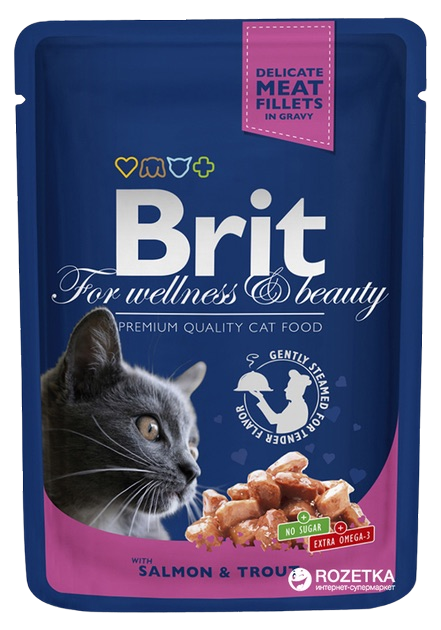 DELICATE
MEAT
FILLETS
IN GRAVY
Brit
For wellness & beauty
PREMIUM QUALITY CAT FOOD
GENTLY STEAMED FOR TENDER FLAVOR
+
NO SUGAR
+
EXTRA OMEGA-3
WITH
SALMON & TROUT
ROZETKA
интернет-супермаркет